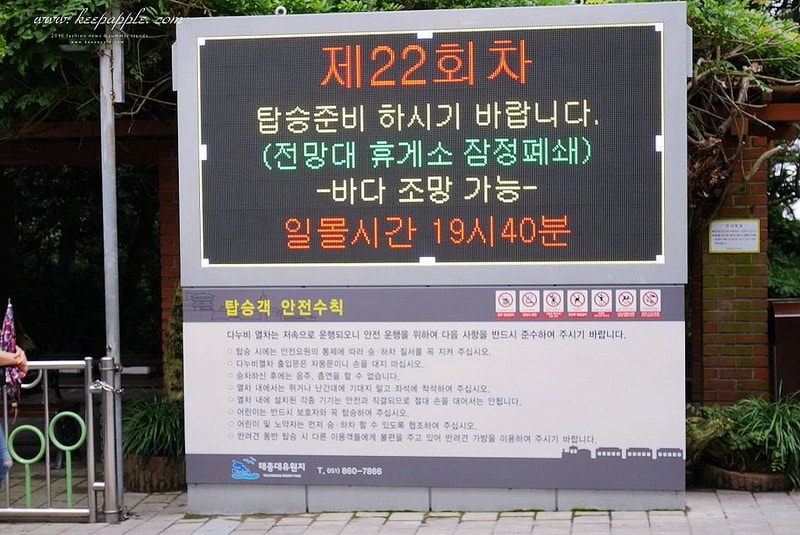 www.keepapple.com
제22회차
탑승준비 하시기 바랍니다.
(전망대 휴게소 잠정폐쇄)
-바다 조망 가능-
일몰시간 19시40분
탑승객 안전수칙
다누비 열차는 저속으로 운행되오니 안전 운행을 위하여 다음 사항을 반드시 준수하여 주시기 바랍니다.
○ 탑승 시에는 안전요원의 통제에 따라 승·하차 질서를 꼭 지켜 주십시오.
○ 다누비열차 출입문은 자동문이니 손을 대지 마십시오.
○ 승차하신 후에는 음주, 흡연을 할 수 없습니다.
○ 열차 내에서는 뛰거나 난간대에 기대지 말고 좌석에 착석하여 주십시오.
○ 열차 내에 설치된 각종 기기는 안전과 직결되므로 절대 손을 대어서는 안됩니다.
○ 어린이는 반드시 보호자와 꼭 탑승하여 주십시오.
○ 어린이 및 노약자는 먼저 승·하차 할 수 있도록 협조하여 주십시오.
○ 반려견 동반 탑승 시 다른 이용객들에게 불편을 주고 있어 반려견 가방을 이용하여 주시기 바랍니다.
태종대유원지
T. 051) 860-7866